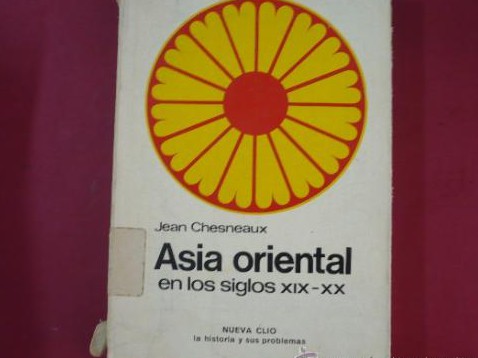 Jean Chesneaux
Asia oriental
en los siglos XIX-XX
NUEVA CLIO
la historia y sus problemas